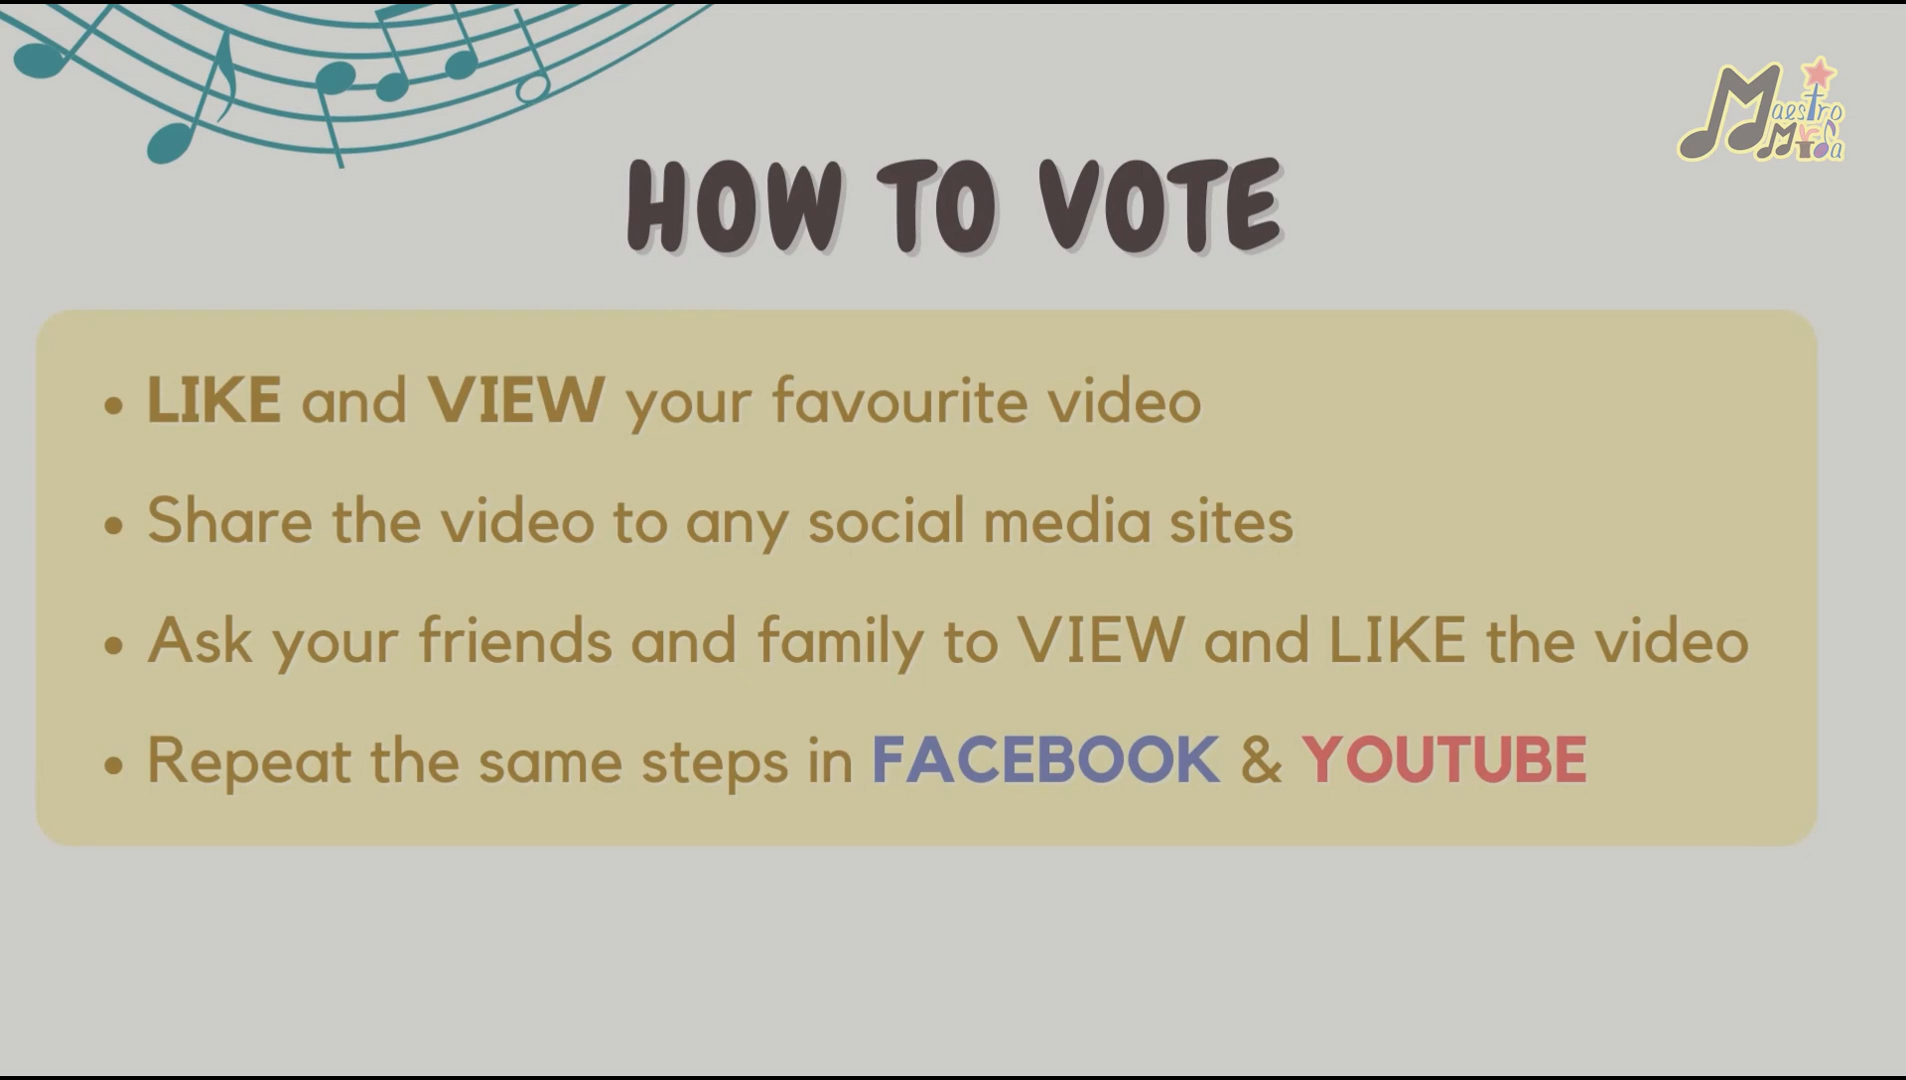 Maestro
HOW TO VOTE
• LIKE and VIEW your favourite video
• Share the video to any social media sites
• Ask your friends and family to VIEW and LIKE the video
• Repeat the same steps in FACEBOOK & YOUTUBE